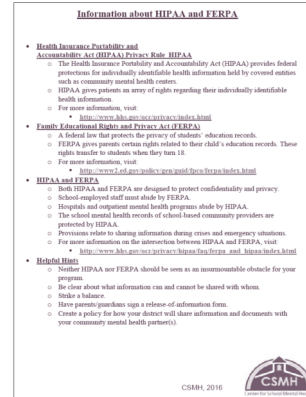 Information about HIPAA and FERPA
• Health Insurance Portability and
Accountability Act (HIPAA) Privacy Rule HIPAA
o The Health Insurance Portability and Accountability Act (HIPAA) provides federal
protections for individually identifiable health information held by covered entities
such as community mental health centers.
o HIPAA gives patients an array of rights regarding their individually identifiable
health information.
o For more information, visit:
▪ http://www.hhs.gov/ocr/privacy/index.html
• Family Educational Rights and Privacy Act (FERPA)
o A federal law that protects the privacy of students' education records.
o FERPA gives parents certain rights related to their child's education records. These
rights transfer to students when they turn 18.
o For more information, visit:
▪ http://www2.ed.gov/policy/gen/guid/fpco/ferpa/index.html
• HIPAA and FERPA
o Both HIPAA and FERPA are designed to protect confidentiality and privacy.
o School-employed staff must abide by FERPA.
o Hospitals and outpatient mental health programs abide by HIPAA.
o The school mental health records of school-based community providers are
protected by HIPAA.
o Provisions relate to sharing information during crises and emergency situations.
o For more information on the intersection between HIPAA and FERPA, visit:
▪ http://www.hhs.gov/ocr/privacy/hipaa/faq/ferpa_and_hipaa/index.html
• Helpful Hints
o Neither HIPAA nor FERPA should be seen as an insurmountable obstacle for your
program.
o Be clear about what information can and cannot be shared with whom.
o Strike a balance.
o Have parents/guardians sign a release-of-information form.
o Create a policy for how your district will share information and documents with
your community mental health partner(s).
CSMH, 2016
CSMH
Center for School Mental Health